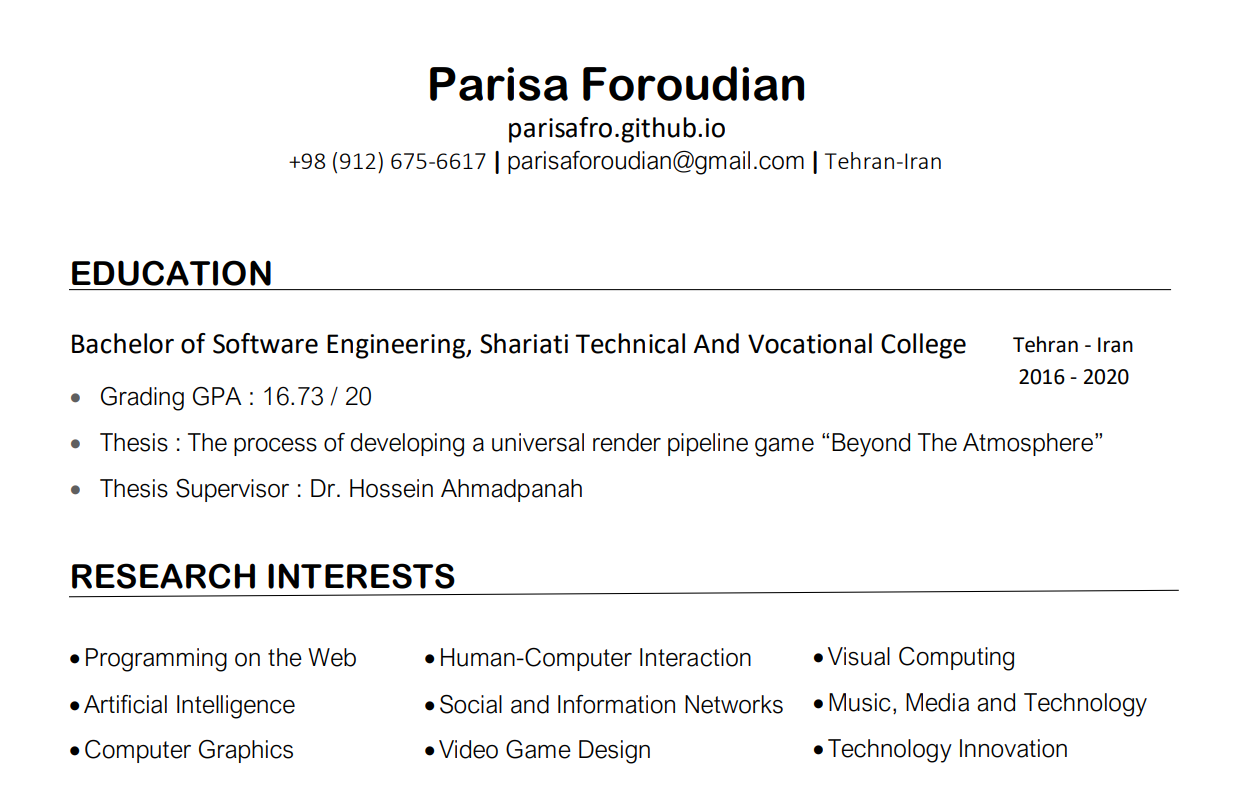 Parisa Foroudian
parisafro.github.io
+98 (912) 675-6617 | parisaforoudian@gmail.com | Tehran-Iran
EDUCATION
Bachelor of Software Engineering, Shariati Technical And Vocational College
Tehran - Iran
2016 - 2020
• Grading GPA : 16.73 / 20
• Thesis : The process of developing a universal render pipeline game “Beyond The Atmosphere”
• Thesis Supervisor : Dr. Hossein Ahmadpanah
RESEARCH INTERESTS
• Programming on the Web
• Artificial Intelligence
• Computer Graphics
• Human-Computer Interaction
• Social and Information Networks
• Video Game Design
• Visual Computing
• Music, Media and Technology
• Technology Innovation